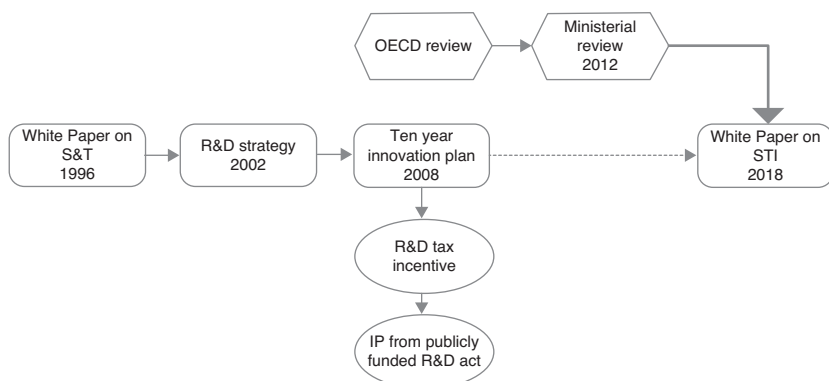 OECD review
Ministerial
review
2012
White Paper on
S&T
1996
R&D strategy
2002
Ten year
innovation plan
2008
White Paper on
STI
2018
R&D tax
incentive
IP from publicly
funded R&D act